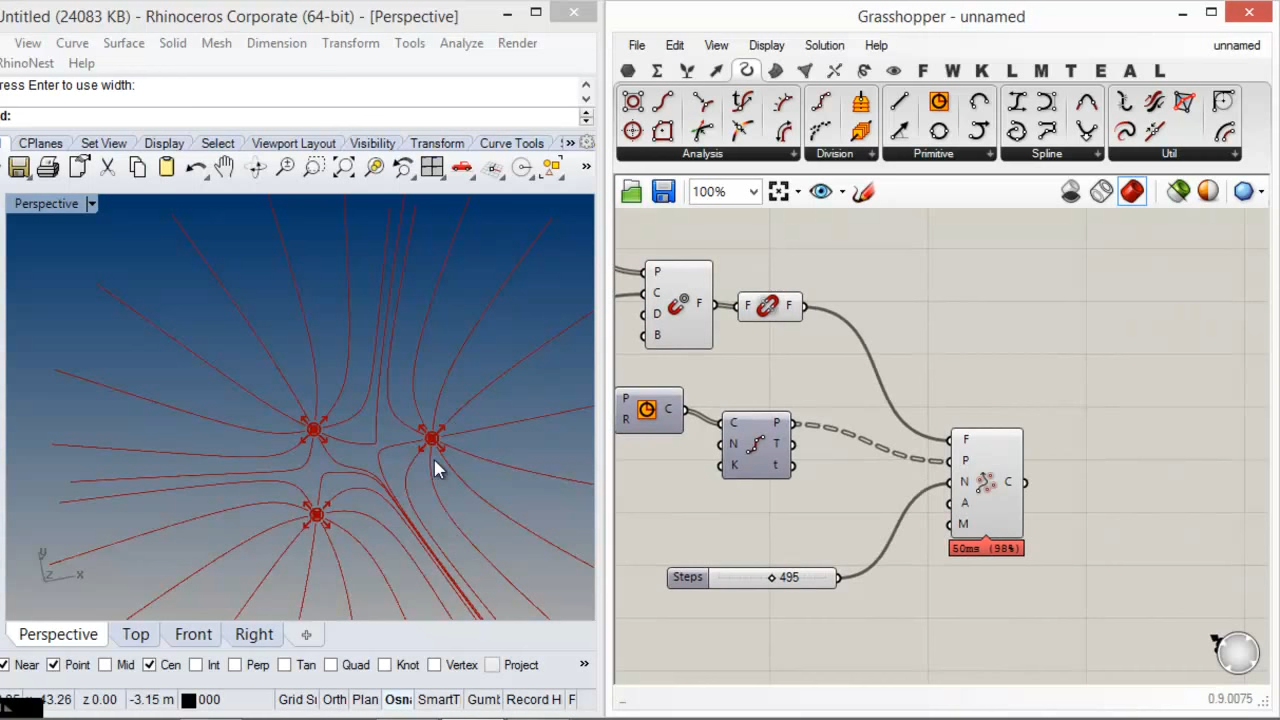 Untitled (24083 KB) - Rhinoceros Corporate (64-bit) - [Perspective]
View Curve Surface Solid Mesh Dimension Transform Tools Analyze Render
RhinoNest Help
ress Enter to use width:
d:
CPlanes Set View Display Select Viewport Layout Visibility Transform Curve Tools »
»
Perspective
y
z x
Perspective Top Front Right
Near Point Mid Cen Int Perp Tan Quad Knot Vertex Project »
43.26 z 0.00 -3.15 m 000 Grid S Orth Plan Osn SmartT Gumb Record H F
Grasshopper - unnamed
File Edit View Display Solution Help unnamed
F W K L M T E A L
Analysis Division Primitive Spline Util
100%
P
C F
D
B
F F
P
R C
C P
N T
K t
F
P
N C
A
M
50ms (98%)
Steps 495
0.9.0075